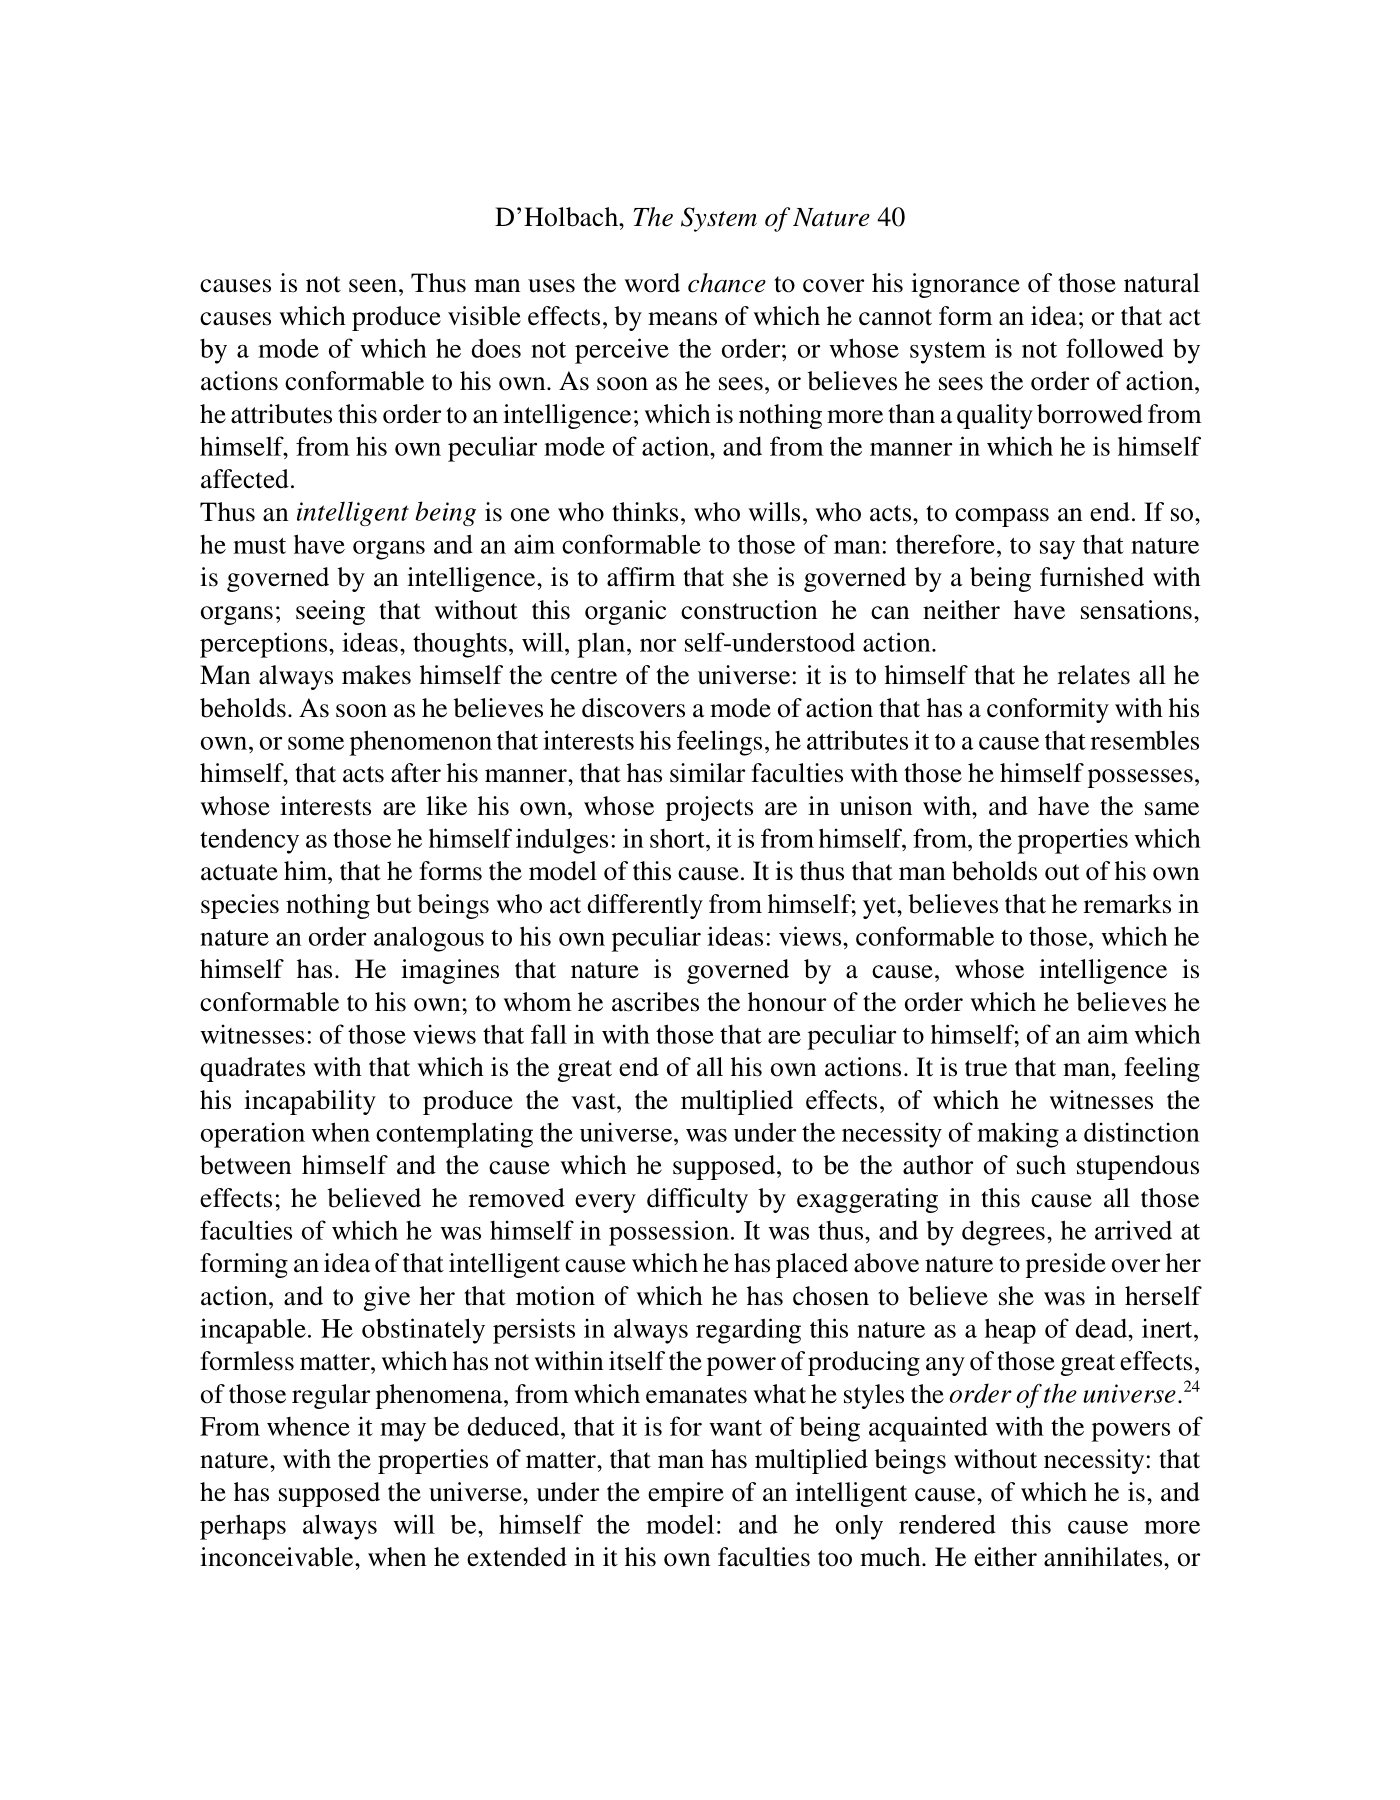 D’Holbach, The System of Nature 40
causes is not seen, Thus man uses the word chance to cover his ignorance of those natural
causes which produce visible effects, by means of which he cannot form an idea; or that act
by a mode of which he does not perceive the order; or whose system is not followed by
actions conformable to his own. As soon as he sees, or believes he sees the order of action,
he attributes this order to an intelligence; which is nothing more than a quality borrowed from
himself, from his own peculiar mode of action, and from the manner in which he is himself
affected.
Thus an intelligent being is one who thinks, who wills, who acts, to compass an end. If so,
he must have organs and an aim conformable to those of man: therefore, to say that nature
is governed by an intelligence, is to affirm that she is governed by a being furnished with
organs; seeing that without this organic construction he can neither have sensations,
perceptions, ideas, thoughts, will, plan, nor self-understood action.
Man always makes himself the centre of the universe: it is to himself that he relates all he
beholds. As soon as he believes he discovers a mode of action that has a conformity with his
own, or some phenomenon that interests his feelings, he attributes it to a cause that resembles
himself, that acts after his manner, that has similar faculties with those he himself possesses,
whose interests are like his own, whose projects are in unison with, and have the same
tendency as those he himself indulges: in short, it is from himself, from, the properties which
actuate him, that he forms the model of this cause. It is thus that man beholds out of his own
species nothing but beings who act differently from himself; yet, believes that he remarks in
nature an order analogous to his own peculiar ideas: views, conformable to those, which he
himself has. He imagines that nature is governed by a cause, whose intelligence is
conformable to his own; to whom he ascribes the honour of the order which he believes he
witnesses: of those views that fall in with those that are peculiar to himself; of an aim which
quadrates with that which is the great end of all his own actions. It is true that man, feeling
his incapability to produce the vast, the multiplied effects, of which he witnesses the
operation when contemplating the universe, was under the necessity of making a distinction
between himself and the cause which he supposed, to be the author of such stupendous
effects; he believed he removed every difficulty by exaggerating in this cause all those
faculties of which he was himself in possession. It was thus, and by degrees, he arrived at
forming an idea of that intelligent cause which he has placed above nature to preside over her
action, and to give her that motion of which he has chosen to believe she was in herself
incapable. He obstinately persists in always regarding this nature as a heap of dead, inert,
formless matter, which has not within itself the power of producing any of those great effects,
of those regular phenomena, from which emanates what he styles the order of the universe.24
From whence it may be deduced, that it is for want of being acquainted with the powers of
nature, with the properties of matter, that man has multiplied beings without necessity: that
he has supposed the universe, under the empire of an intelligent cause, of which he is, and
perhaps always will be, himself the model: and he only rendered this cause more
inconceivable, when he extended in it his own faculties too much. He either annihilates, or